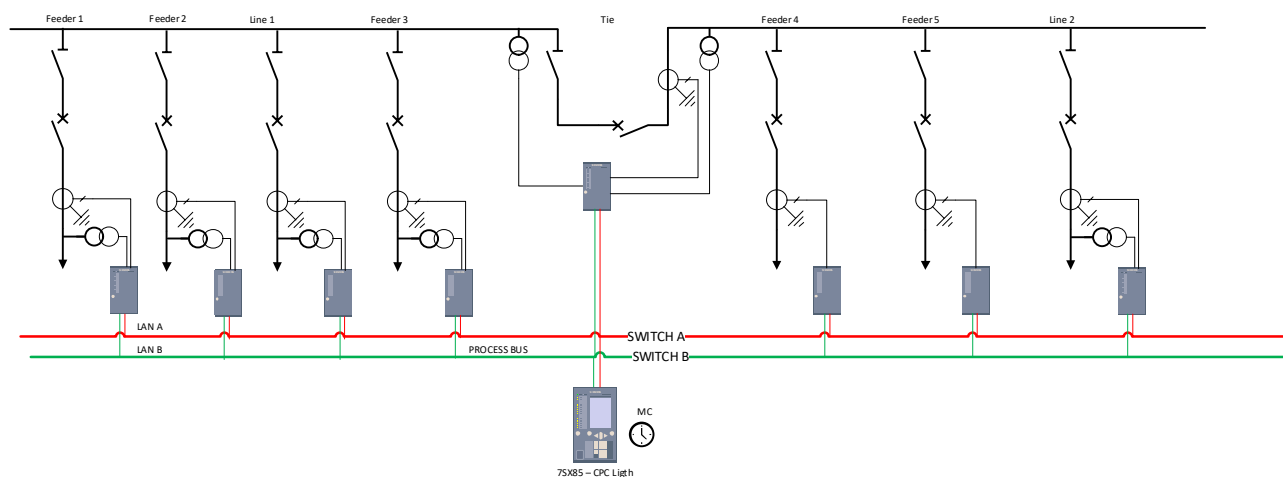 Feeder 1
Feeder 2
Line 1
Feeder 3
Tie
Feeder 4
Feeder 5
Line 2
LAN A
SWITCH A
LAN B
PROCESS BUS
SWITCH B
MC
7SX85 – CPC Ligth